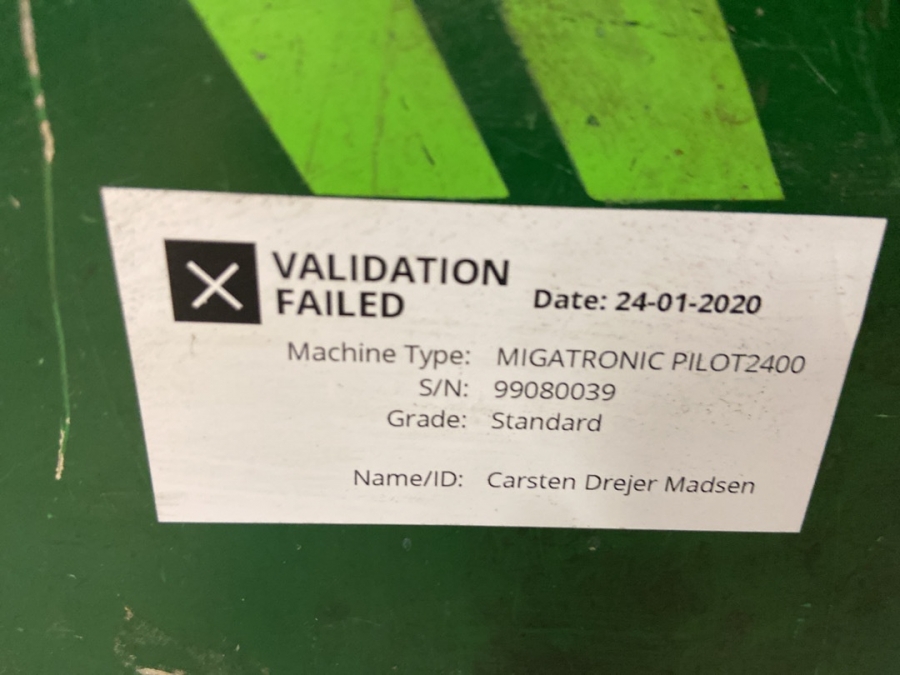 VALIDATION
FAILED
Date: 24-01-2020
Machine Type: MIGATRONIC PILOT2400
S/N: 99080039
Grade: Standard
Name/ID: Carsten Drejer Madsen